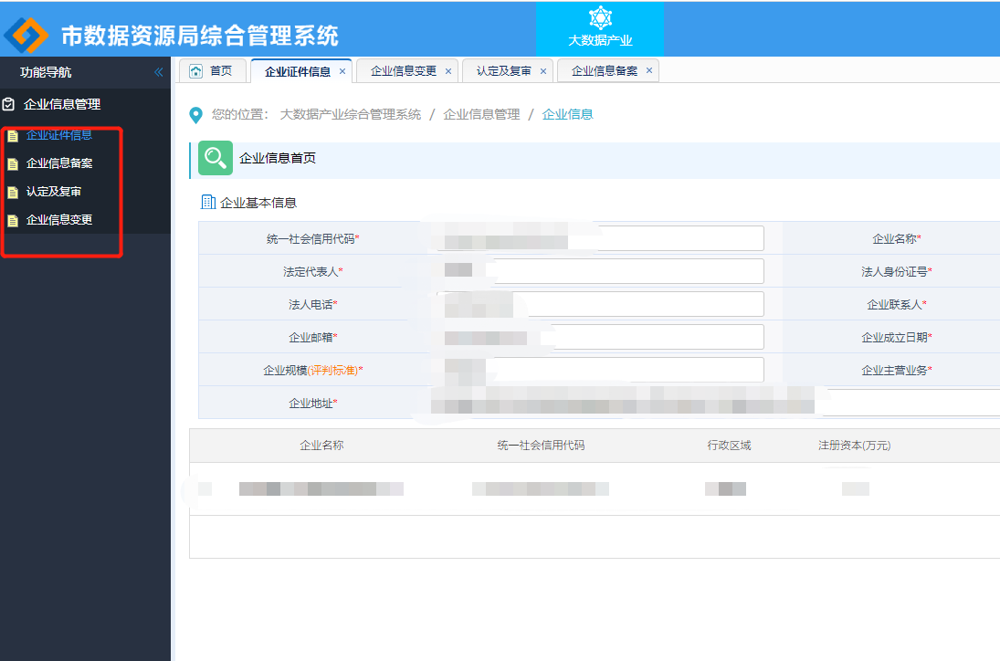 市数据资源局综合管理系统
大数据产业
功能导航
首页
企业证件信息
企业信息变更
认定及复审
企业信息备案
企业信息管理
企业证件信息
企业信息备案
认定及复审
企业信息变更
您的位置： 大数据产业综合管理系统 / 企业信息管理 / 企业信息
企业信息首页
企业基本信息
统一社会信用代码* 企业名称*
法定代表人* 法人身份证号*
法人电话* 企业联系人*
企业邮箱* 企业成立日期*
企业规模(评判标准)* 企业主营业务*
企业地址*
企业名称 统一社会信用代码 行政区域 注册资本(万元)